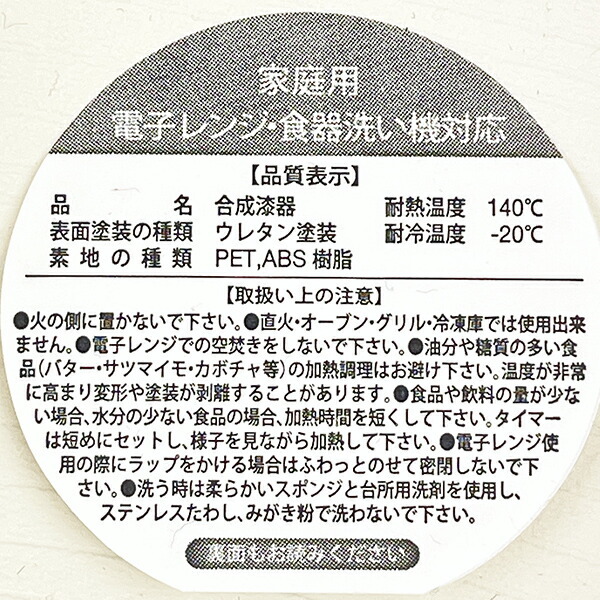 家庭用
電子レンジ・食器洗い機対応
【品質表示】
品名 合成漆器 耐熱温度 140℃
表面塗装の種類 ウレタン塗装 耐冷温度 -20℃
素地の種類 PET,ABS樹脂
【取扱い上の注意】
●火の側に置かないで下さい。●直火・オーブン・グリル・冷凍庫では使用出来
ません。●電子レンジでの空焚きをしないで下さい。●油分や糖質の多い食
品(バター・サツマイモ・カボチャ等)の加熱調理はお避け下さい。温度が非常
に高まり変形や塗装が剥離することがあります。●食品や飲料の量が少な
い場合、水分の少ない食品の場合、加熱時間を短くして下さい。タイマー
は短めにセットし、様子を見ながら加熱して下さい。●電子レンジ使
用の際にラップをかける場合はふわっとのせて密閉しないで下
さい。●洗う時は柔らかいスポンジと台所用洗剤を使用し、
ステンレスたわし、みがき粉で洗わないで下さい。
裏面もお読みください